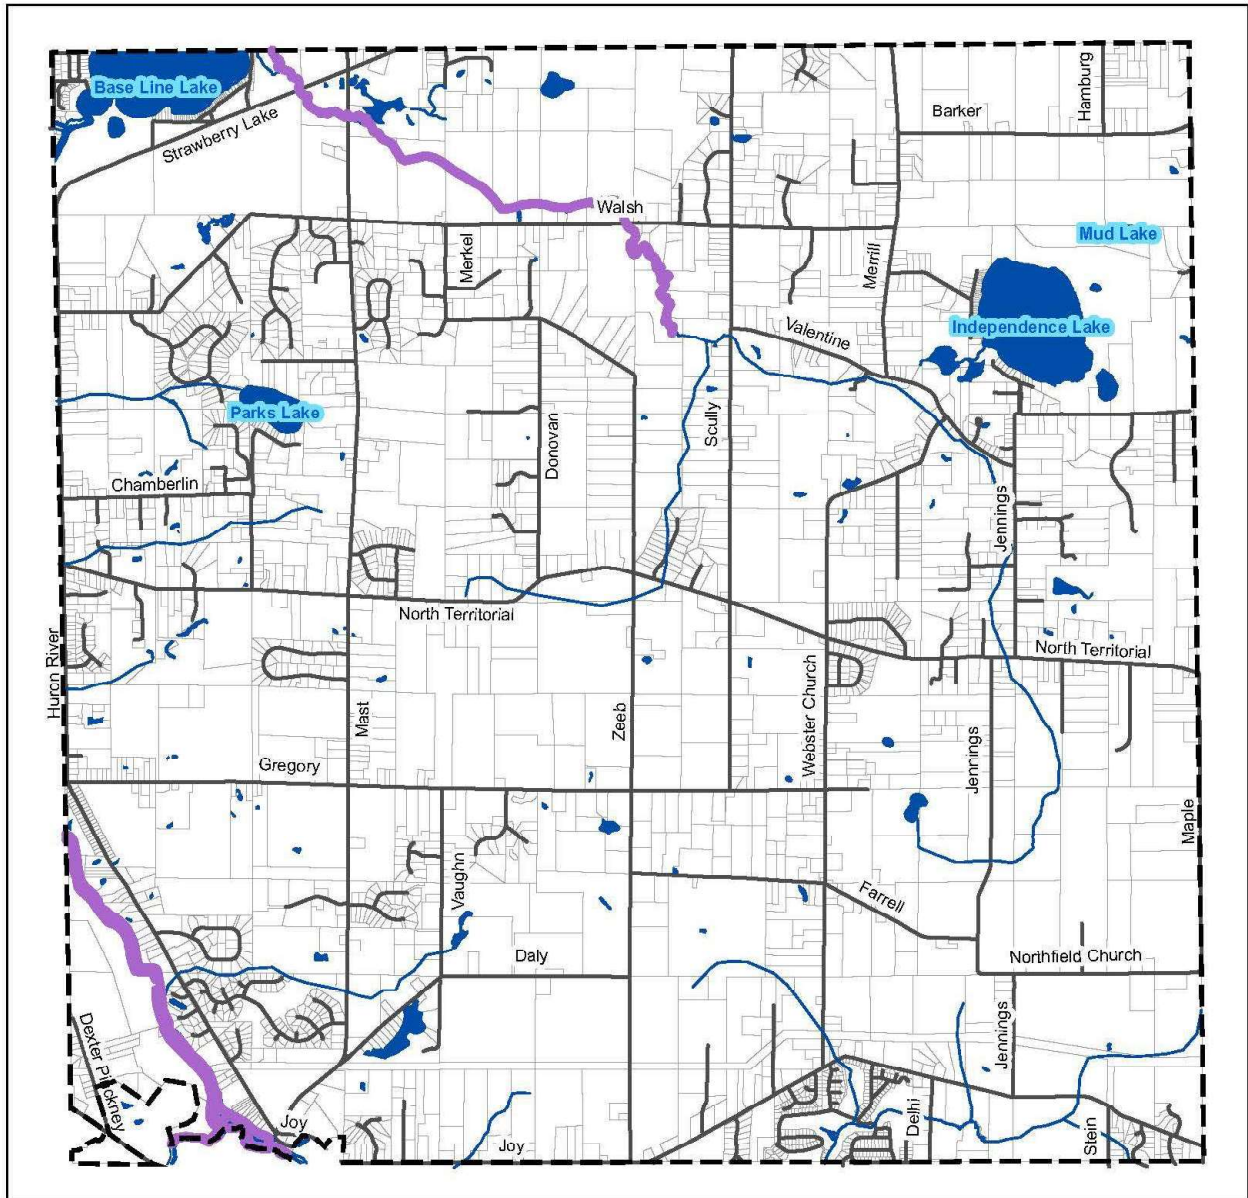 Hamburg
Base Line Lake
Barker
Strawberry Lake
Walsh
Mud Lake
Merkel
Merrill
Independence Lake
Valentine
Parks Lake
Scully
Donovan
Chamberlin
Jennings
North Territorial
North Territorial
Huron River
Mast
Zeeb
Webster Church
Gregory
Jennings
Maple
Vaughn
Farrell
Daly
Northfield Church
Jennings
Dexter Pinckney
Joy
Joy
Delhi
Stein